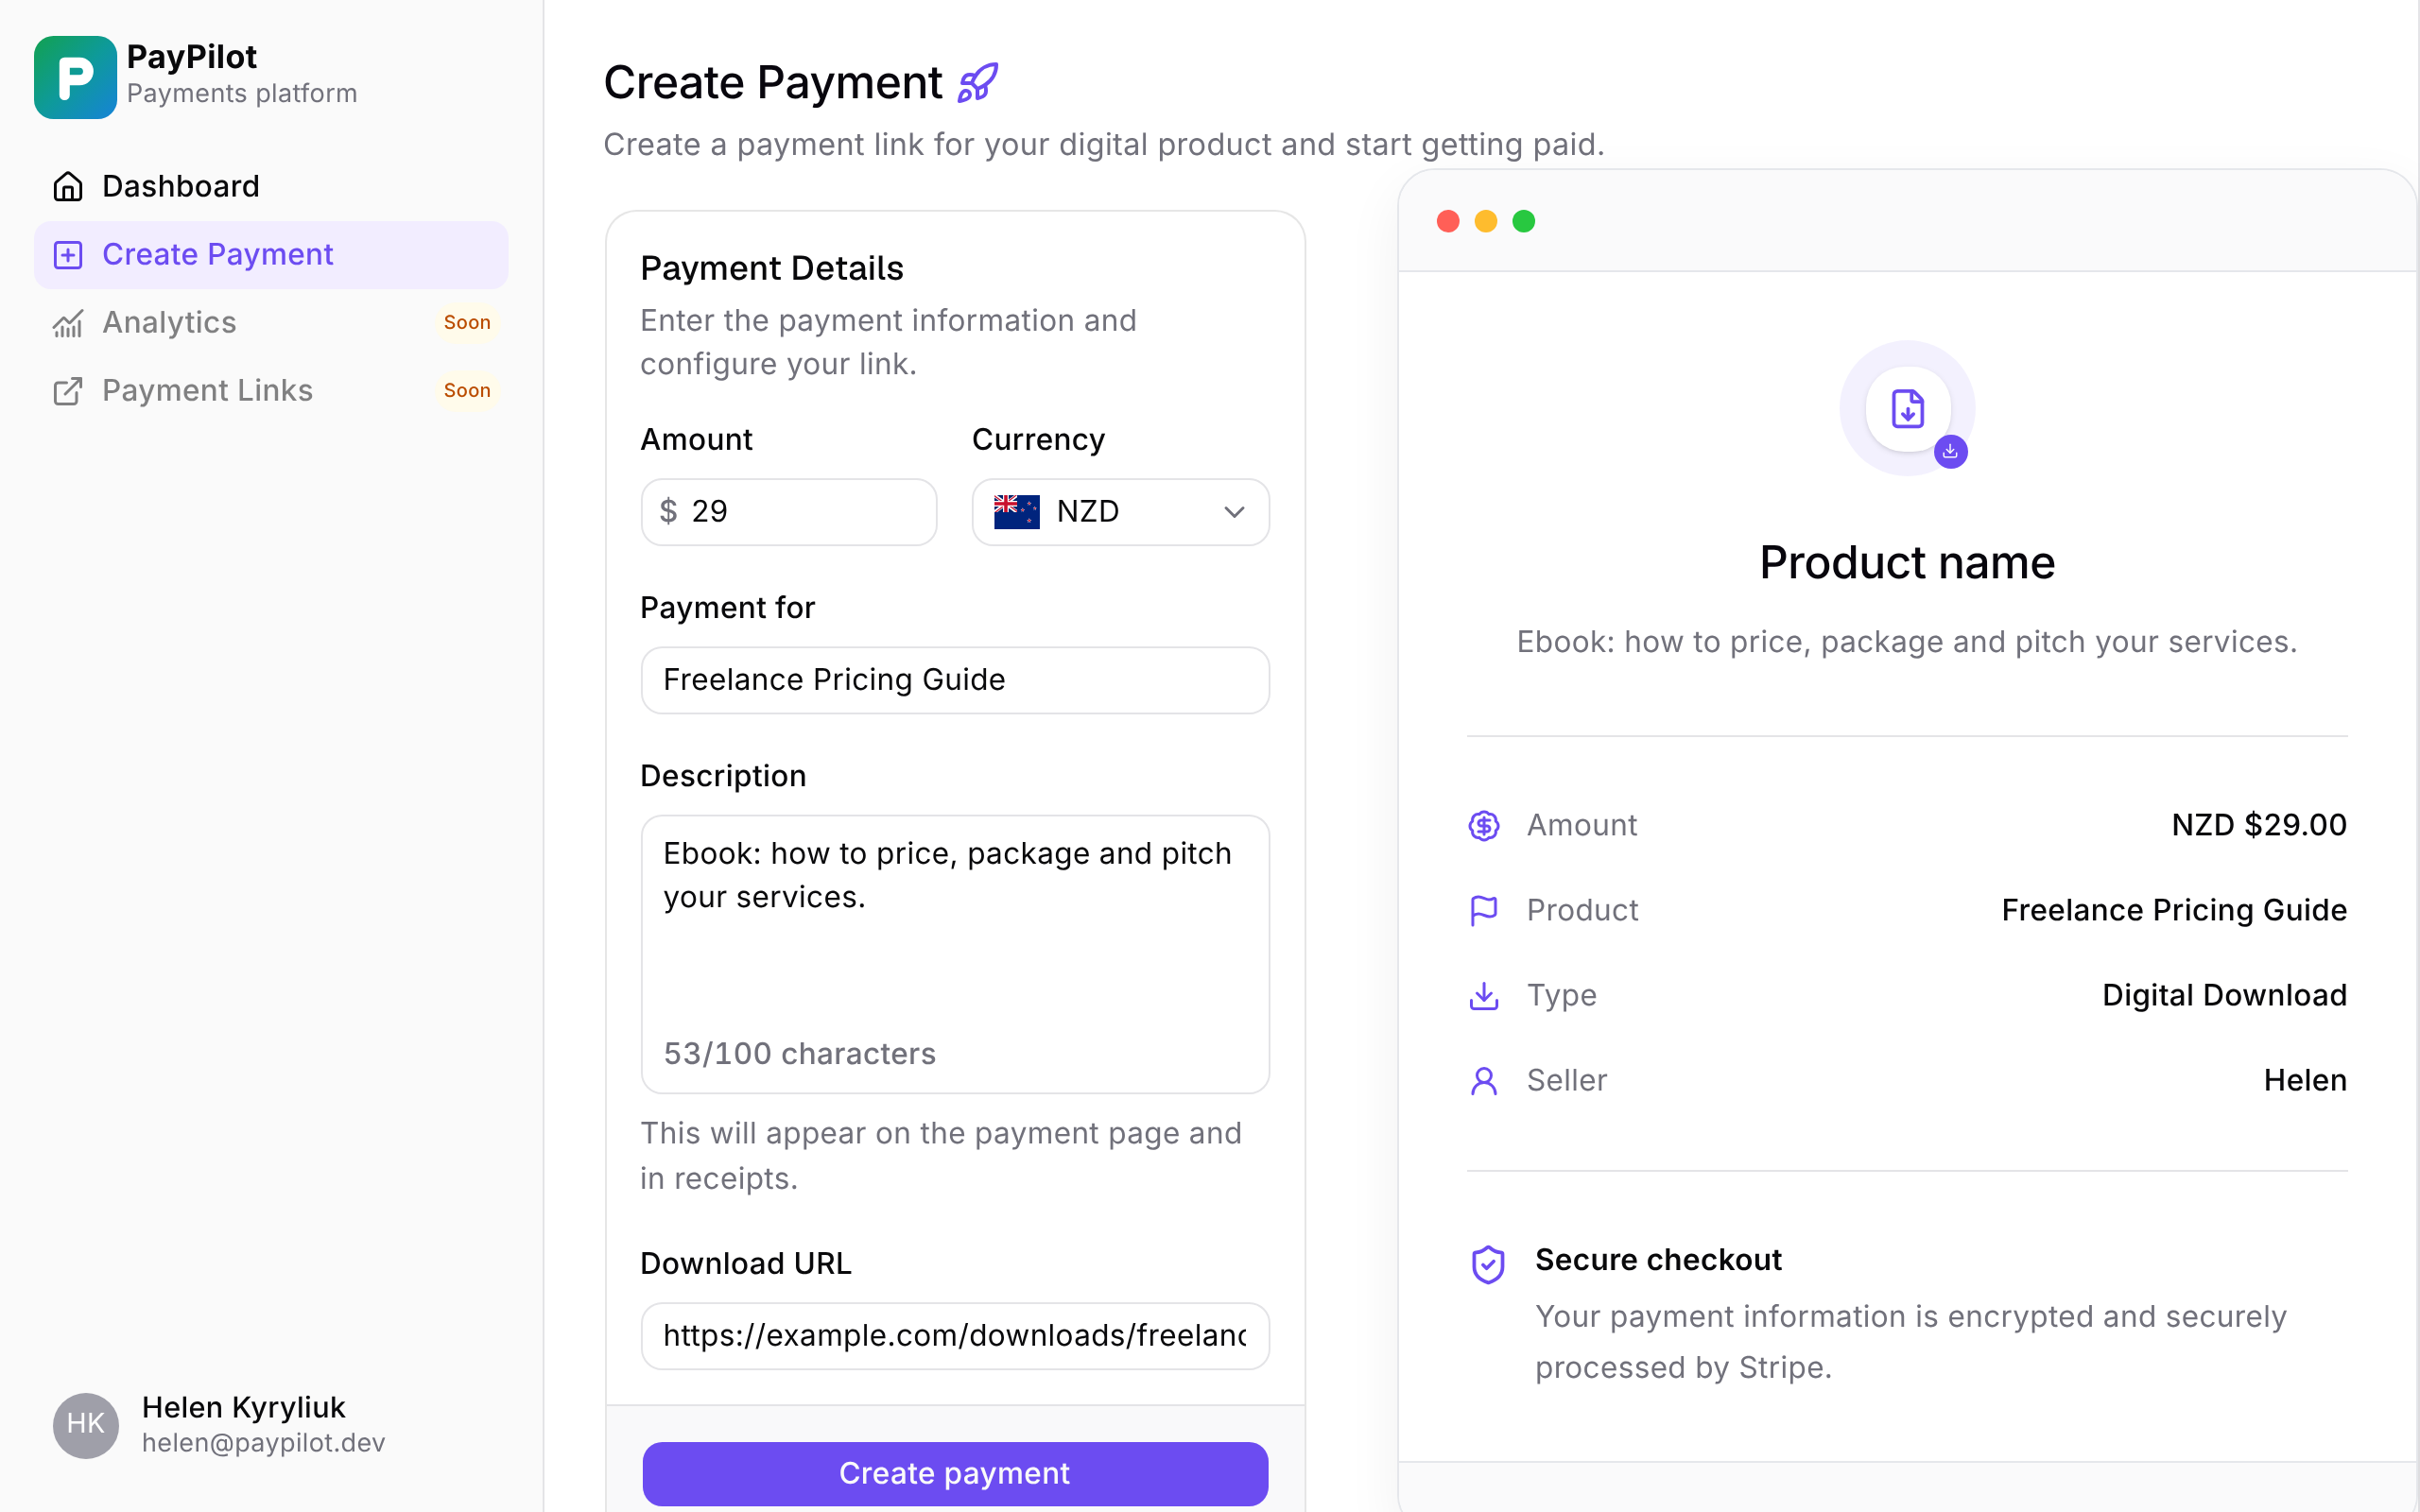 PayPilot
Payments platform
Dashboard
Create Payment
Analytics
Soon
Payment Links
Soon
HK
Helen Kyryliuk
helen@paypilot.dev
Create Payment
Create a payment link for your digital product and start getting paid.
Payment Details
Enter the payment information and
configure your link.
Amount
Currency
$ 29
NZD
Payment for
Freelance Pricing Guide
Description
Ebook: how to price, package and pitch
your services.
53/100 characters
This will appear on the payment page and
in receipts.
Download URL
https://example.com/downloads/freelanc
Create payment
Product name
Ebook: how to price, package and pitch your services.
Amount
NZD $29.00
Product
Freelance Pricing Guide
Type
Digital Download
Seller
Helen
Secure checkout
Your payment information is encrypted and securely
processed by Stripe.